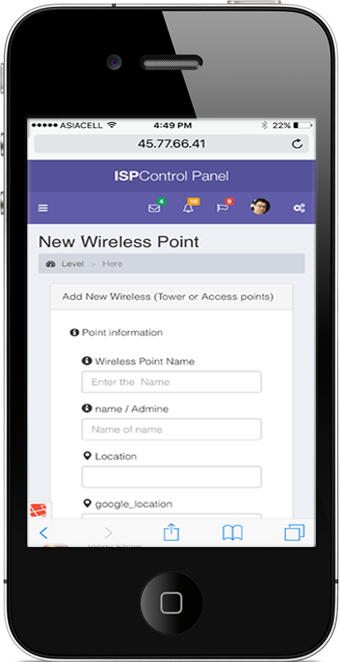 ASIACELL 4:49 PM 22%
45.77.66.41
ISPControl Panel
4 10 9
New Wireless Point
Level > Here
Add New Wireless (Tower or Access points)
Point information
Wireless Point Name
Enter the Name
name / Admine
Name of name
Location
google_location